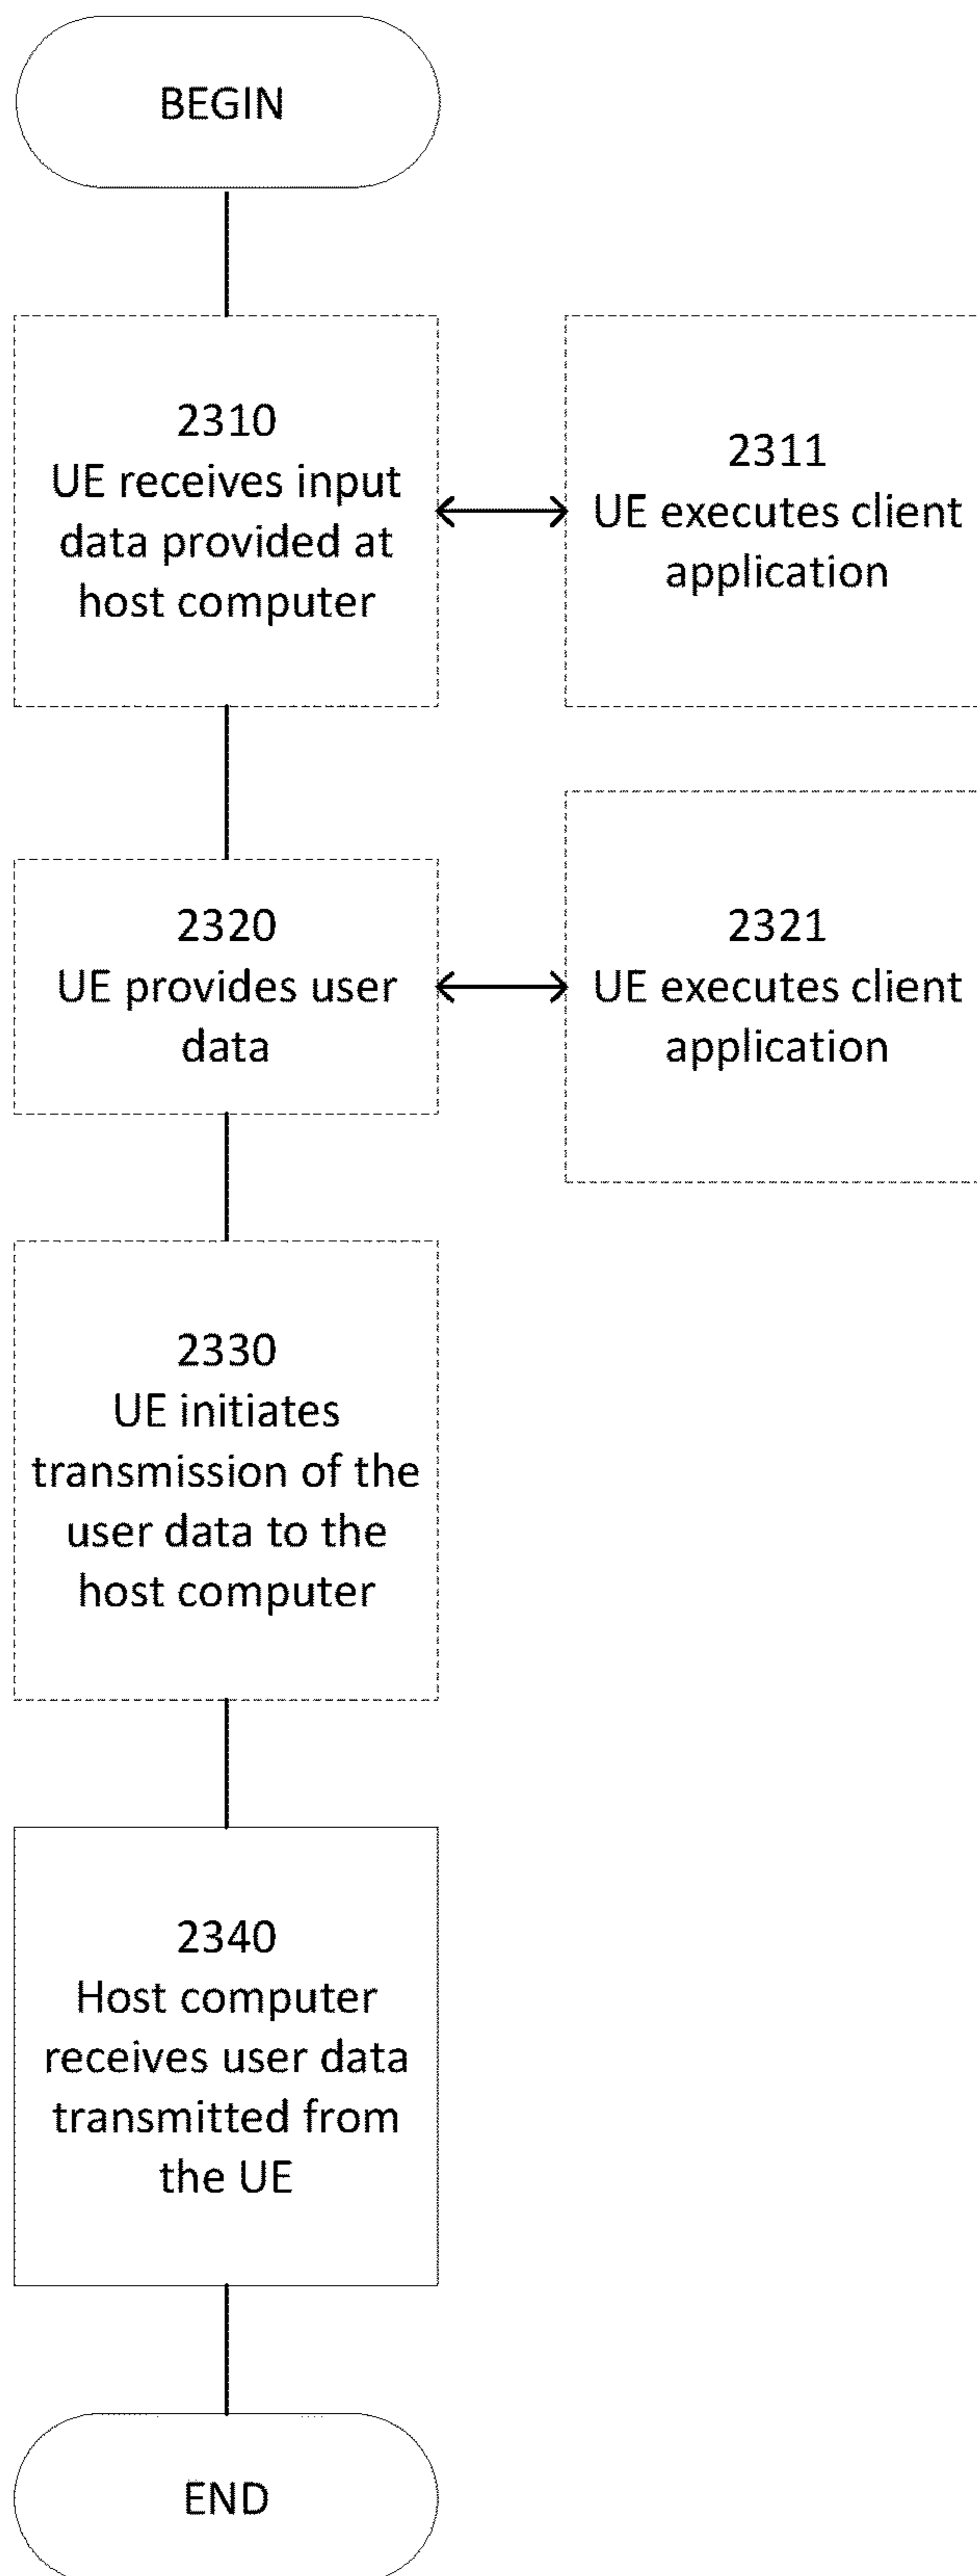 BEGIN
2310
UE receives input
data provided at
host computer
2311
UE executes client
application
2320
UE provides user
data
2321
UE executes client
application
2330
UE initiates
transmission of the
user data to the
host computer
2340
Host computer
receives user data
transmitted from
the UE
END